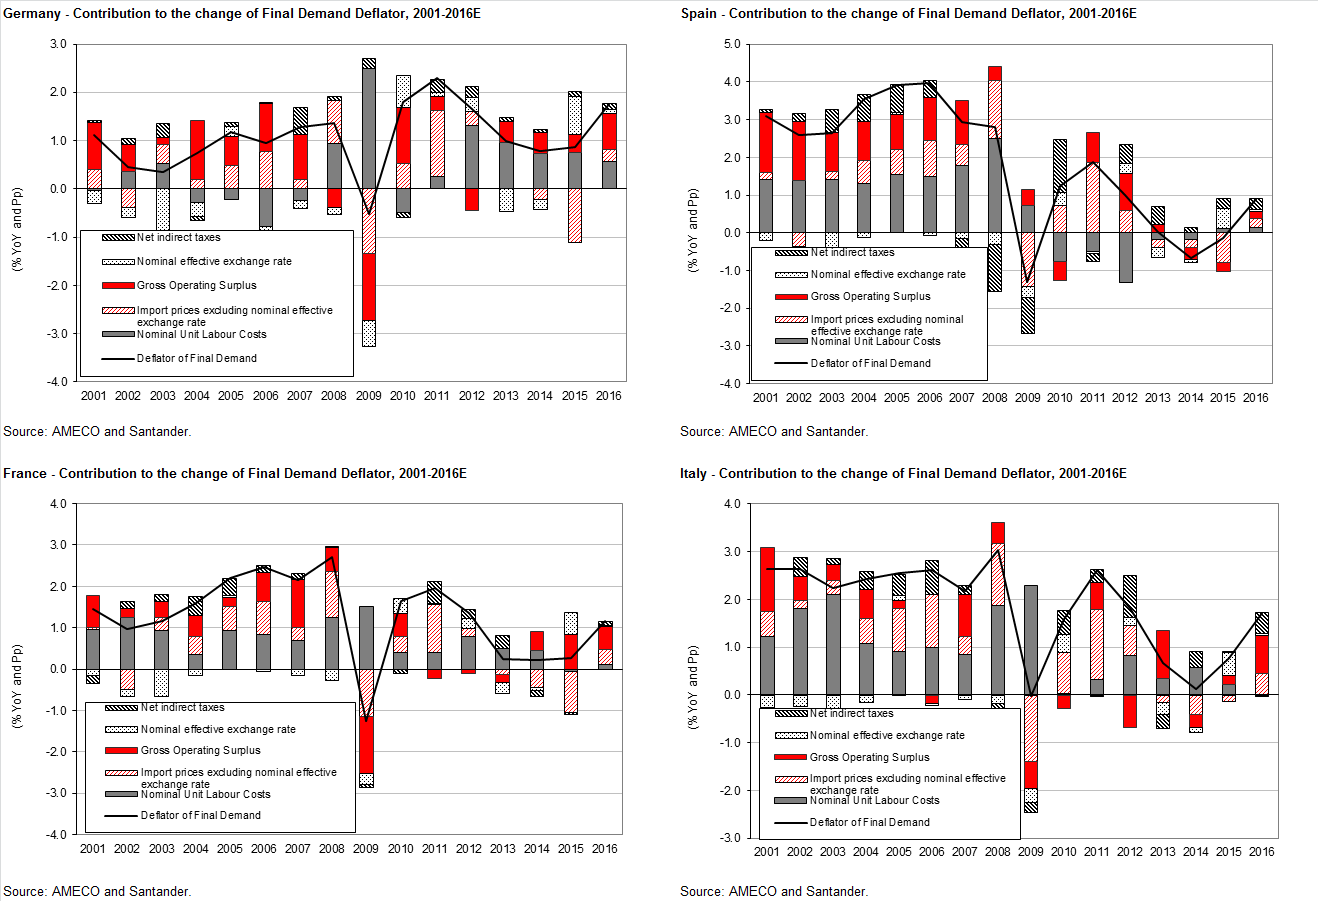 Germany - Contribution to the change of Final Demand Deflator, 2001-2016E
(% YoY and Pp)
3.0
2.0
1.0
0.0
-1.0
-2.0
-3.0
-4.0
Net indirect taxes
Nominal effective exchange rate
Gross Operating Surplus
Import prices excluding nominal effective
exchange rate
Nominal Unit Labour Costs
Deflator of Final Demand
2001 2002 2003 2004 2005 2006 2007 2008 2009 2010 2011 2012 2013 2014 2015 2016
Source: AMECO and Santander.
Spain - Contribution to the change of Final Demand Deflator, 2001-2016E
(% YoY and Pp)
5.0
4.0
3.0
2.0
1.0
0.0
-1.0
-2.0
-3.0
-4.0
Net indirect taxes
Nominal effective exchange rate
Gross Operating Surplus
Import prices excluding nominal
effective exchange rate
Nominal Unit Labour Costs
Deflator of Final Demand
2001 2002 2003 2004 2005 2006 2007 2008 2009 2010 2011 2012 2013 2014 2015 2016
Source: AMECO and Santander.
France - Contribution to the change of Final Demand Deflator, 2001-2016E
(% YoY and Pp)
4.0
3.0
2.0
1.0
0.0
-1.0
-2.0
-3.0
-4.0
Net indirect taxes
Nominal effective exchange rate
Gross Operating Surplus
Import prices excluding nominal effective
exchange rate
Nominal Unit Labour Costs
Deflator of Final Demand
2001 2002 2003 2004 2005 2006 2007 2008 2009 2010 2011 2012 2013 2014 2015 2016
Source: AMECO and Santander.
Italy - Contribution to the change of Final Demand Deflator, 2001-2016E
(% YoY and Pp)
4.0
3.0
2.0
1.0
0.0
-1.0
-2.0
-3.0
Net indirect taxes
Nominal effective exchange rate
Gross Operating Surplus
Import prices excluding nominal effective
exchange rate
Nominal Unit Labour Costs
Deflator of Final Demand
2001 2002 2003 2004 2005 2006 2007 2008 2009 2010 2011 2012 2013 2014 2015 2016
Source: AMECO and Santander.